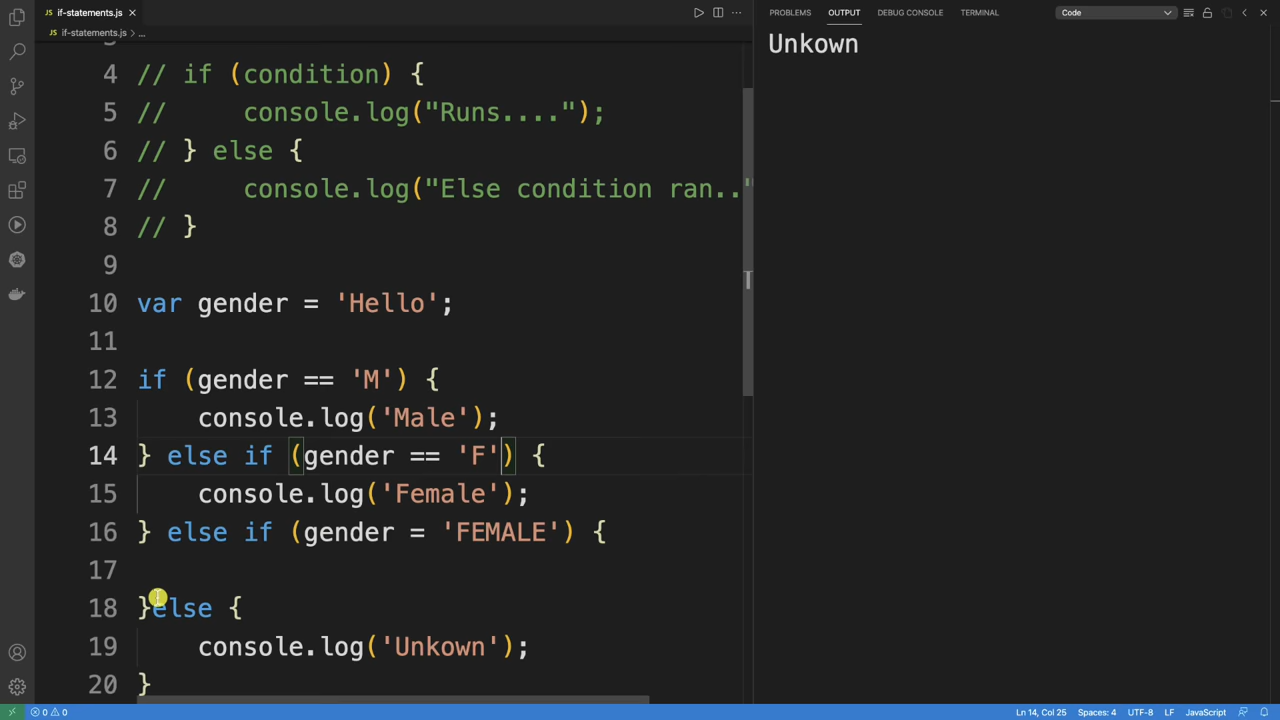 if-statements.js
PROBLEMS OUTPUT DEBUG CONSOLE TERMINAL Code
if-statements.js > ...
Unkown
4 // if (condition) {
5 //     console.log("Runs....");
6 // } else {
7 //     console.log("Else condition ran.."
8 // }
9
10 var gender = 'Hello';
11
12 if (gender == 'M') {
13     console.log('Male');
14 } else if (gender == 'F') {
15     console.log('Female');
16 } else if (gender = 'FEMALE') {
17
18 }else {
19     console.log('Unkown');
20 }
0 0 Ln 14, Col 25 Spaces: 4 UTF-8 LF JavaScript